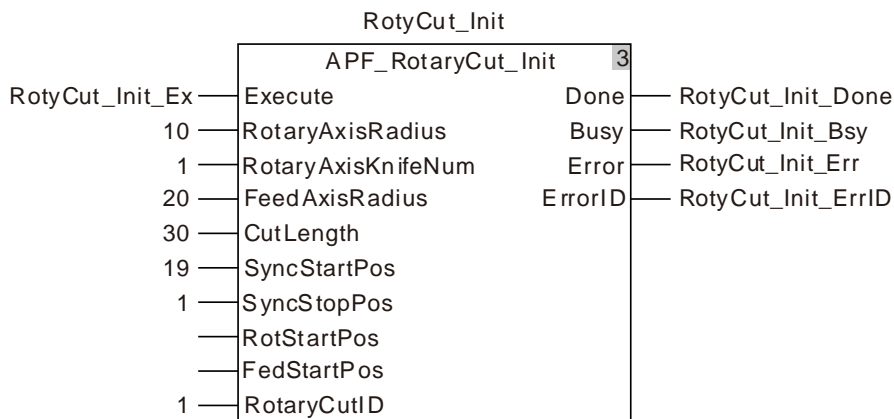 RotyCut_Init
APF_RotaryCut_Init 3
RotyCut_Init_Ex Execute Done RotyCut_Init_Done
10 RotaryAxisRadius Busy RotyCut_Init_Bsy
1 RotaryAxisKnifeNum Error RotyCut_Init_Err
20 FeedAxisRadius ErrorID RotyCut_Init_ErrID
30 CutLength
19 SyncStartPos
1 SyncStopPos
RotStartPos
FedStartPos
1 RotaryCutID